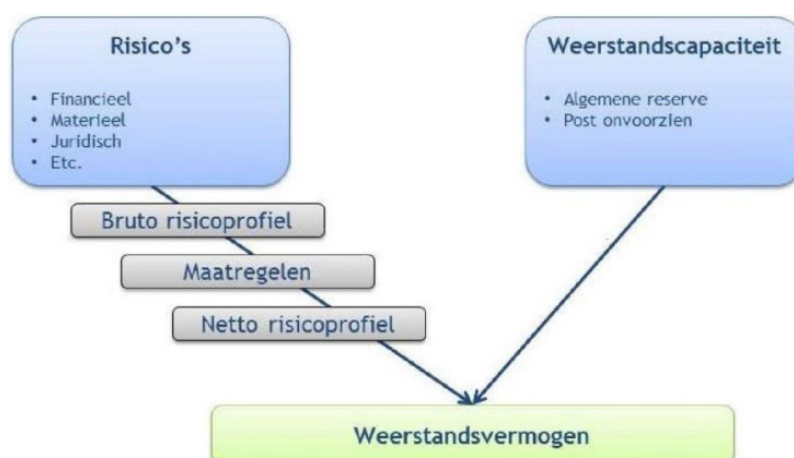 Risico's
• Financieel
• Materieel
• Juridisch
• Etc.
Weerstandscapaciteit
• Algemene reserve
• Post onvoorzien
Bruto risicoprofiel
Maatregelen
Netto risicoprofiel
Weerstandsvermogen